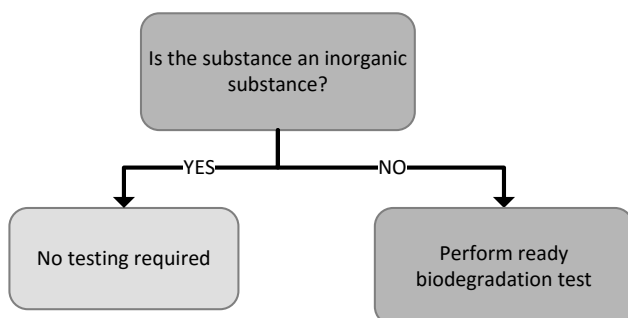 Is the substance an inorganic
substance?
YES
NO
No testing required
Perform ready
biodegradation test